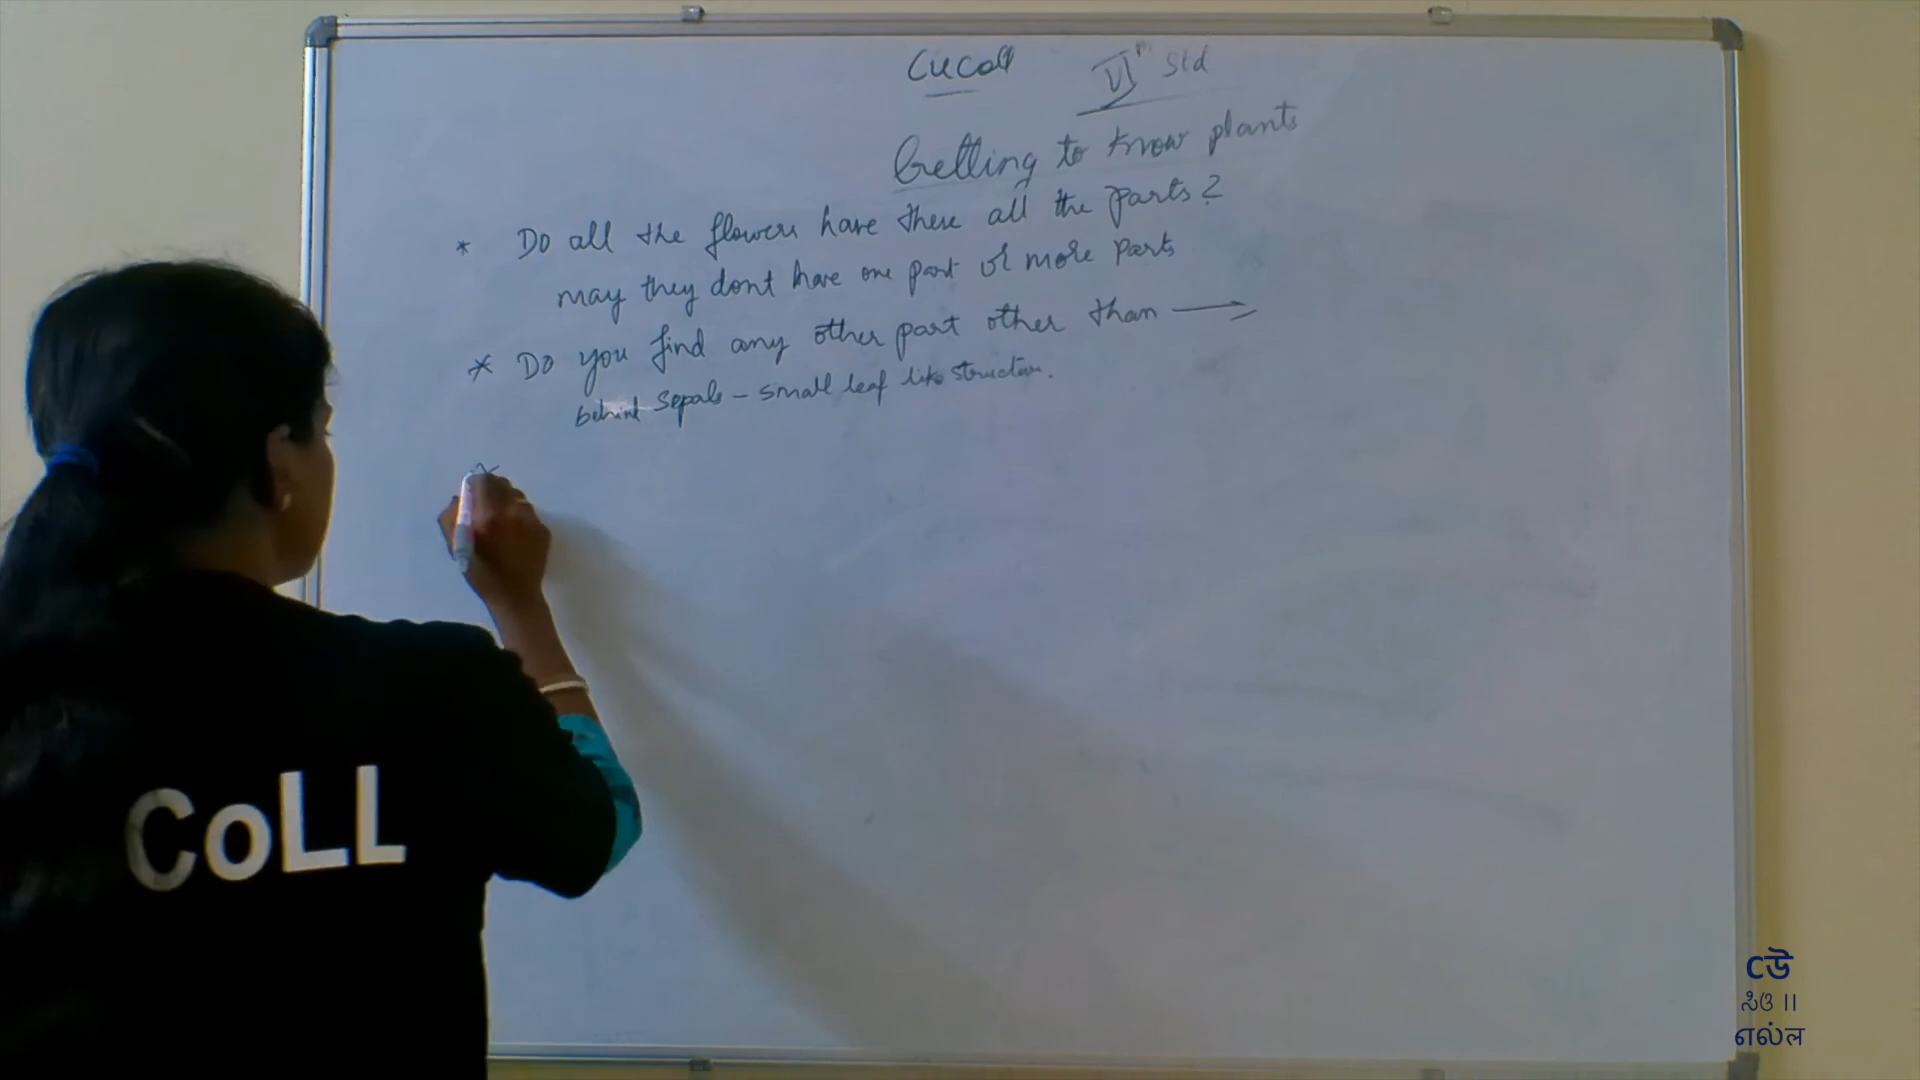 CUCOll VIth Std
Getting to know plants
* Do all the flowers have these all the parts?
may they dont have one part or more parts
* Do you find any other part other than →
behind sepals - small leaf like structure.
*
CoLL
Cউ
ಸಿಓ ।।
எல்ல